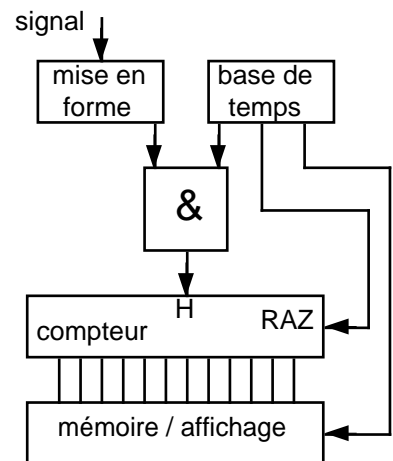 signal
mise en
forme
base de
temps
&
H
RAZ
compteur
mémoire / affichage